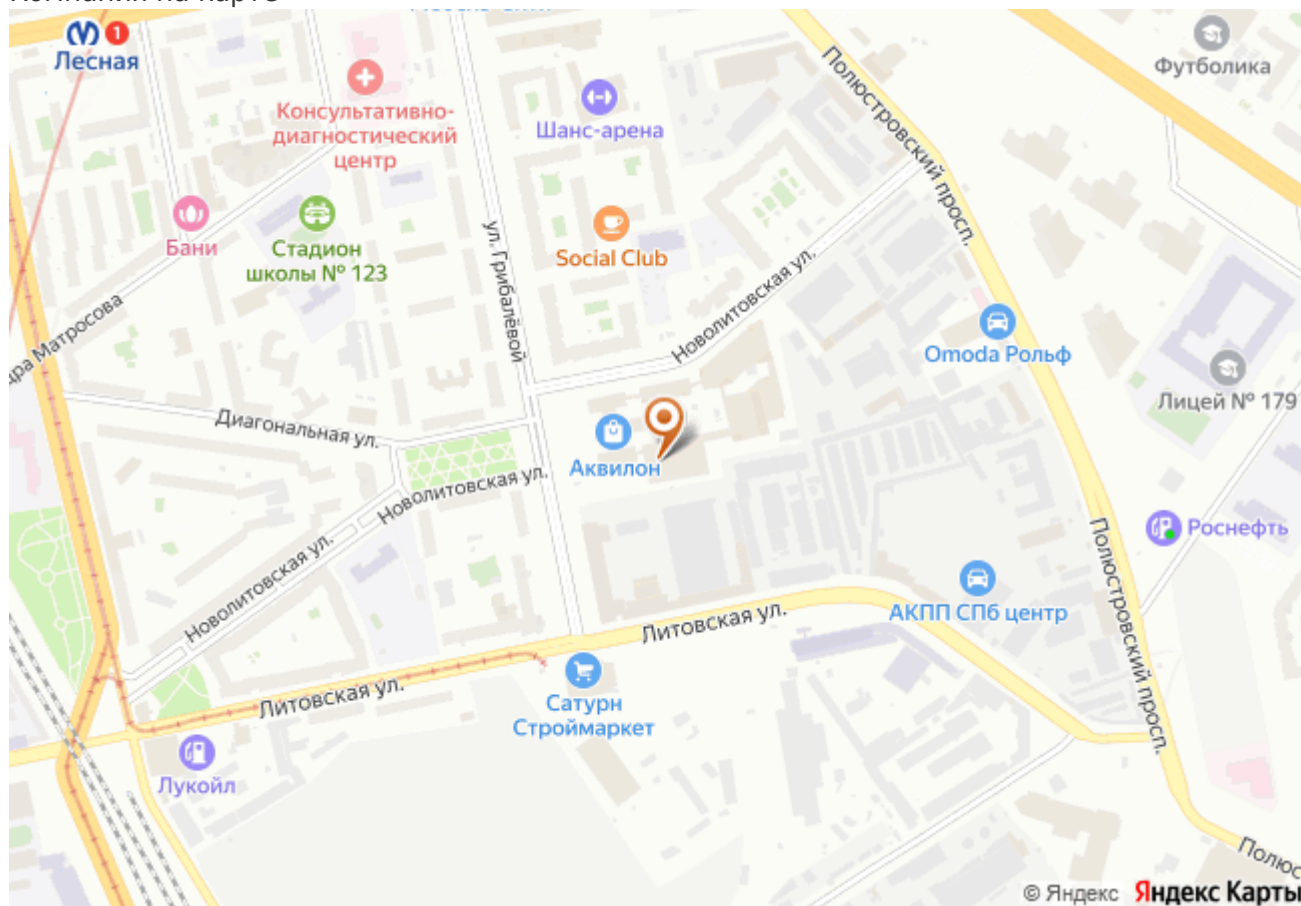 Лесная
1
Футболика
Консультативно-
диагностический
центр
Шанс-арена
Полюстровский просп.
Бани
Стадион
школы № 123
ул. Грибалёвой
Social Club
Новолитовская ул.
Матросова
Omoda Рольф
Лицей № 179
Диагональная ул.
Аквилон
Новолитовская ул.
Новолитовская ул.
Роснефть
Полюстровский просп.
АКПП СПб центр
Литовская ул.
Литовская ул.
Сатурн
Строймаркет
Лукойл
© Яндекс Яндекс Карты